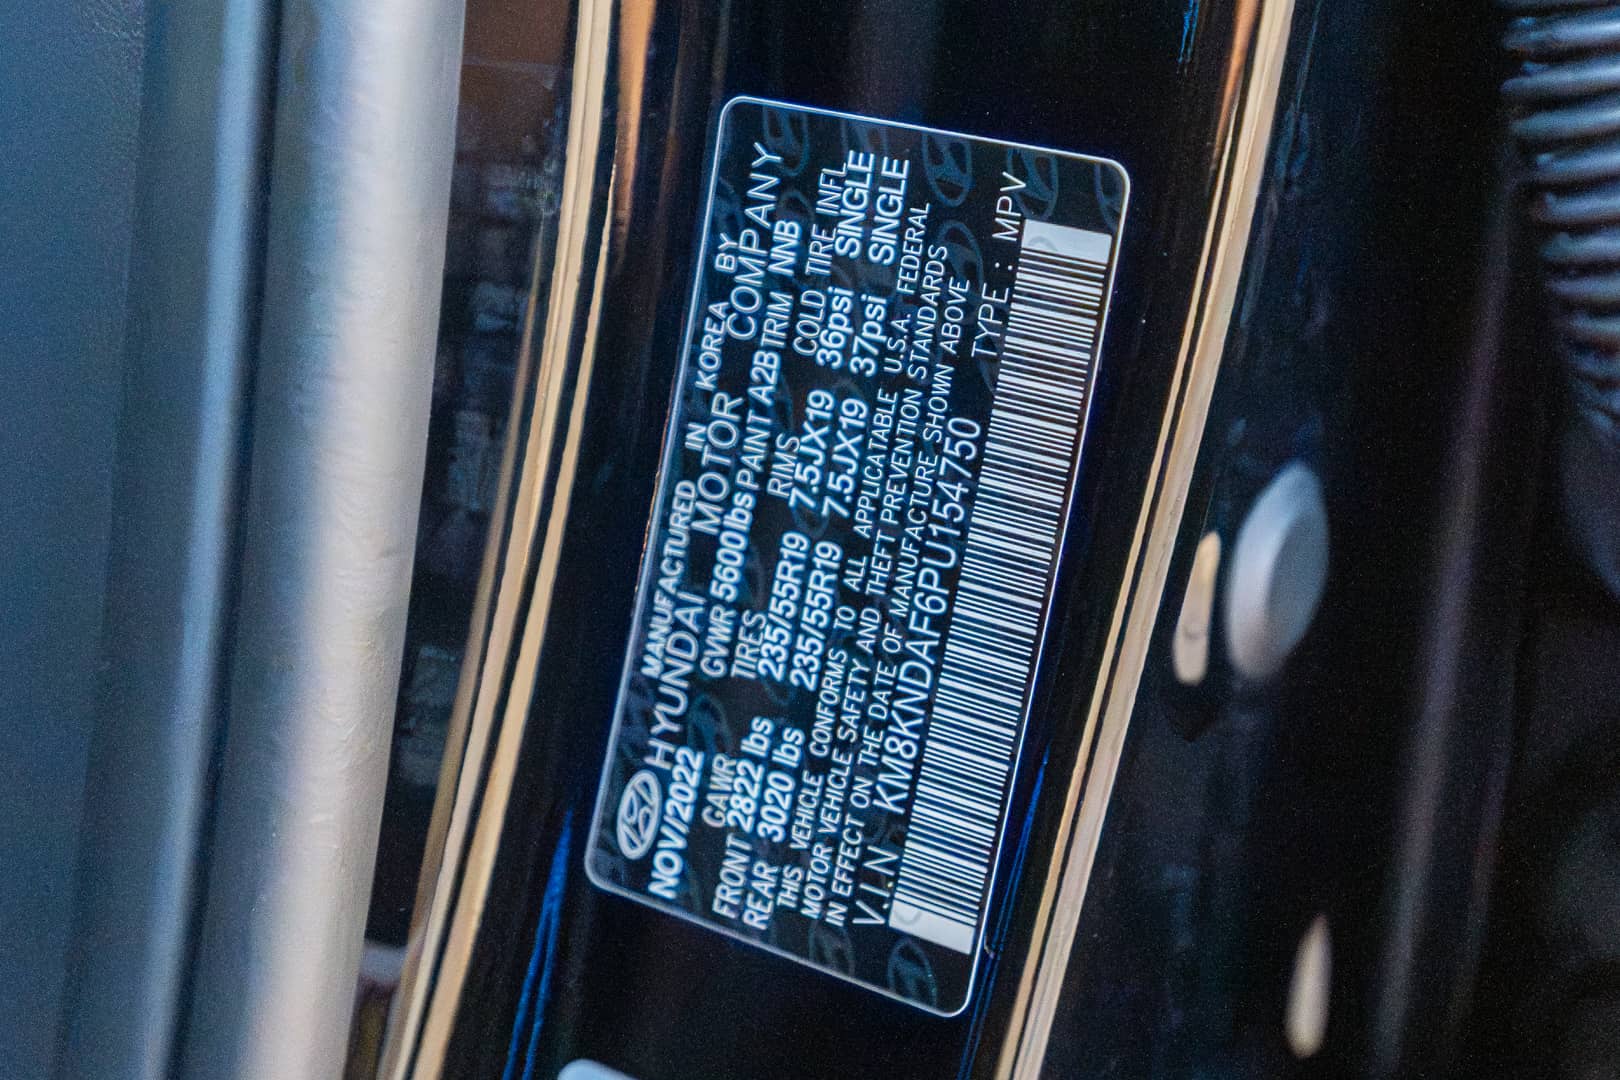 MANUFACTURED IN KOREA BY
HYUNDAI MOTOR COMPANY
NOV/2022 GVWR 5600lbs PAINT A2B TRIM NNB
GAWR TIRES RIMS COLD TIRE INFL
FRONT 2822 lbs 235/55R19 7.5JX19 36psi SINGLE
REAR 3020 lbs 235/55R19 7.5JX19 37psi SINGLE
THIS VEHICLE CONFORMS TO ALL APPLICATABLE U.S.A. FEDERAL
MOTOR VEHICLE SAFETY AND THEFT PREVENTION STANDARDS
IN EFFECT ON THE DATE OF MANUFACTURE SHOWN ABOVE
V.I.N KM8KNDAF6PU154750 TYPE : MPV